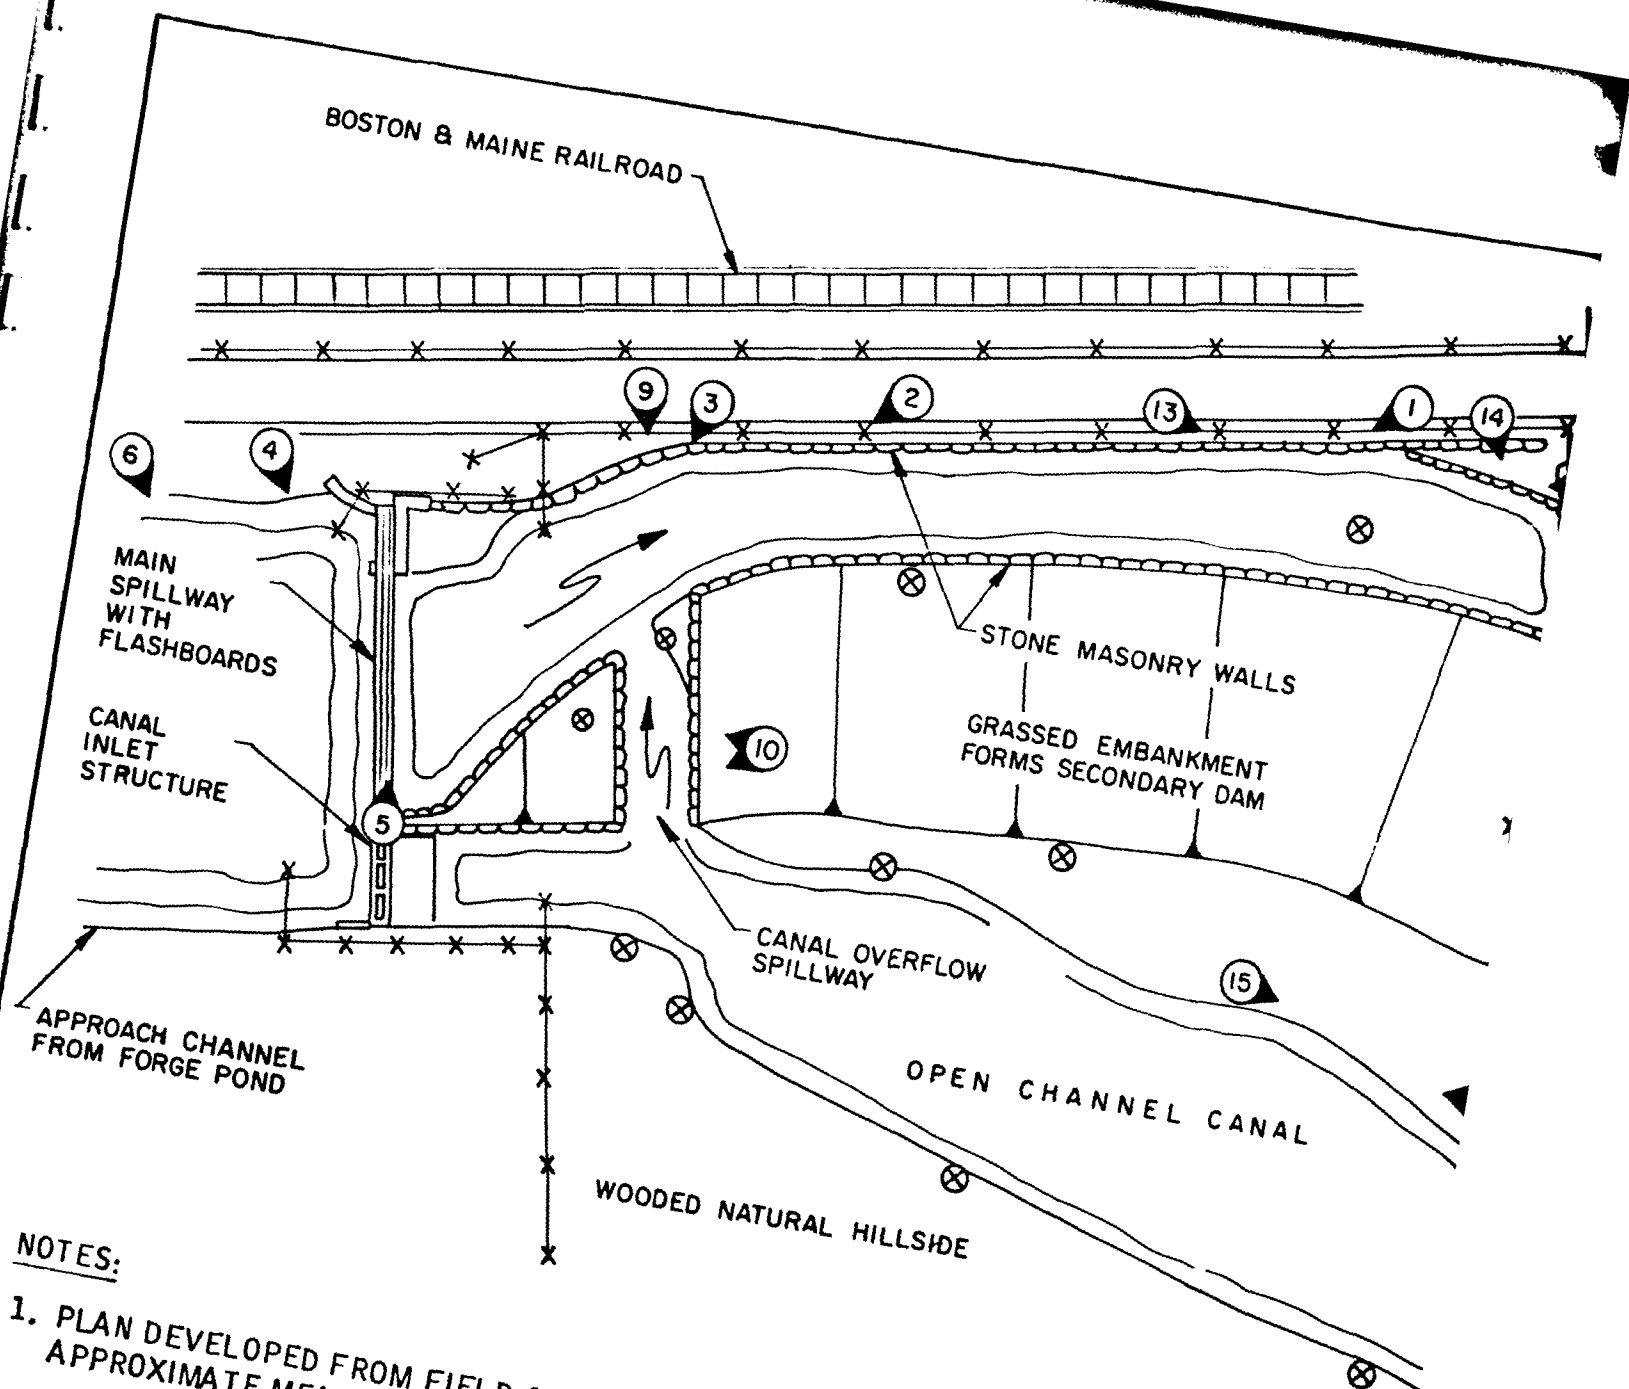 BOSTON & MAINE RAILROAD
9
3
2
13
1
14
6
4
MAIN
SPILLWAY
WITH
FLASHBOARDS
STONE MASONRY WALLS
CANAL
INLET
STRUCTURE
10
GRASSED EMBANKMENT
FORMS SECONDARY DAM
5
CANAL OVERFLOW
SPILLWAY
15
APPROACH CHANNEL
FROM FORGE POND
OPEN CHANNEL CANAL
WOODED NATURAL HILLSIDE
NOTES:
1. PLAN DEVELOPED FROM FIELD
APPROXIMATE